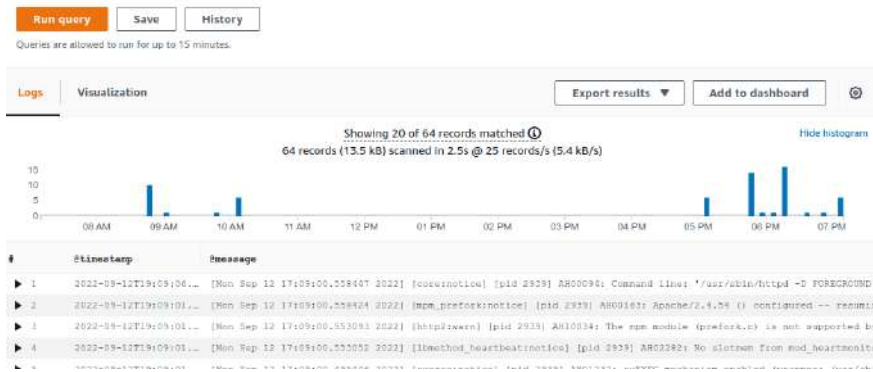 Run query Save History
Queries are allowed to run for up to 15 minutes.
Logs Visualization Export results ▼ Add to dashboard
Showing 20 of 64 records matched
Hide histogram
64 records (13.5 kB) scanned in 2.5s @ 25 records/s (5.4 kB/s)
15
10
5
0
08 AM 09 AM 10 AM 11 AM 12 PM 01 PM 02 PM 03 PM 04 PM 05 PM 06 PM 07 PM
# @timestamp @message
1 2022-09-12T19:09:06... [Mon Sep 12 17:09:00.559447 2022] [core:notice] [pid 2939] AH00094: Command line: '/usr/sbin/httpd -D FOREGROUND
2 2022-09-12T19:09:01... [Mon Sep 12 17:09:00.559424 2022] [mpm_prefork:notice] [pid 2939] AH00163: Apache/2.4.54 () configured -- resumi
3 2022-09-12T19:09:01... [Mon Sep 12 17:09:00.553091 2022] [http2:warn] [pid 2939] AH10034: The mpm module (prefork.c) is not supported b
4 2022-09-12T19:09:01... [Mon Sep 12 17:09:00.553052 2022] [lbmethod_heartbeat:notice] [pid 2939] AH02282: No slotmem from mod_heartmonit